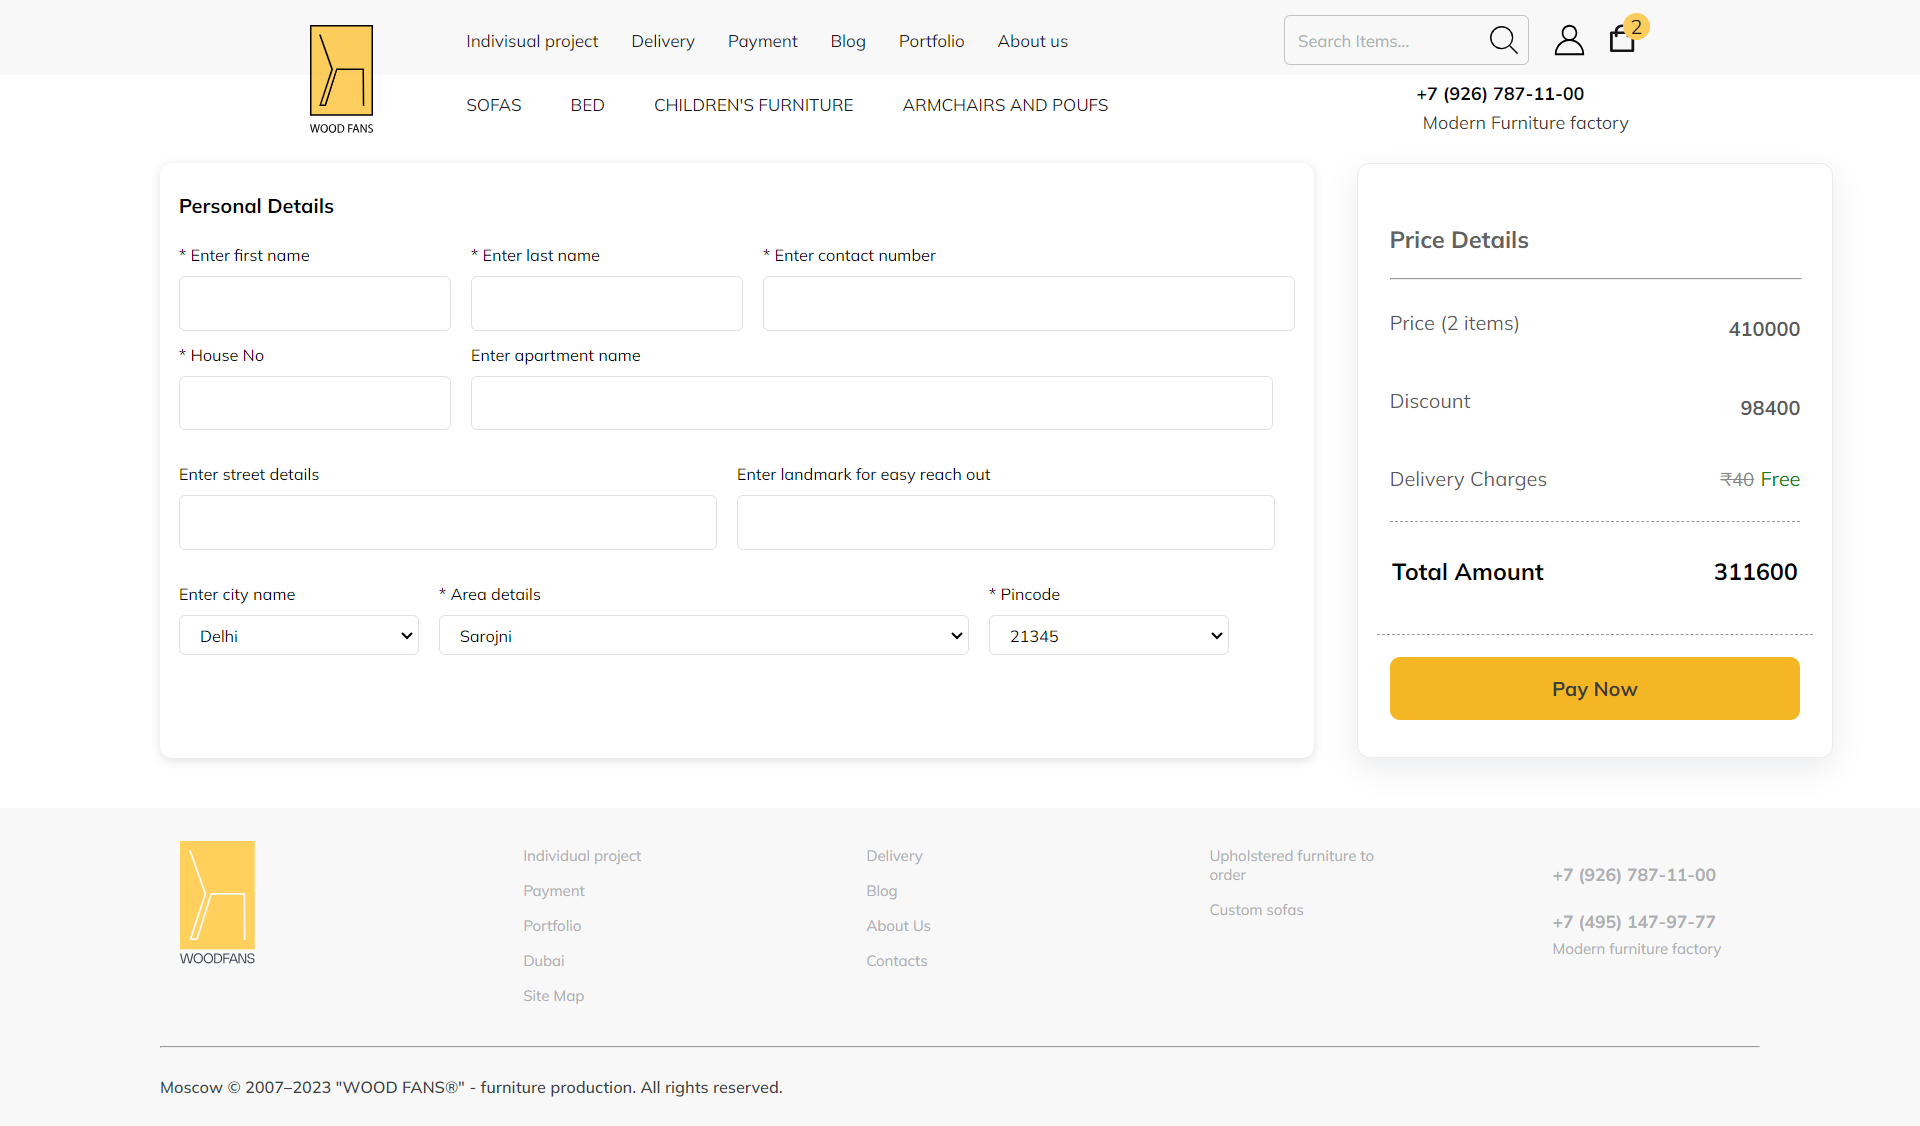 Indivisual project Delivery Payment Blog Portfolio About us Search Items... 2
WOOD FANS
SOFAS BED CHILDREN'S FURNITURE ARMCHAIRS AND POUFS
+7 (926) 787-11-00
Modern Furniture factory
Personal Details
* Enter first name * Enter last name * Enter contact number
* House No Enter apartment name
Enter street details Enter landmark for easy reach out
Enter city name * Area details * Pincode
Delhi Sarojni 21345
Price Details
Price (2 items) 410000
Discount 98400
Delivery Charges ₹40 Free
Total Amount 311600
Pay Now
WOODFANS
Individual project
Payment
Portfolio
Dubai
Site Map
Delivery
Blog
About Us
Contacts
Upholstered furniture to
order
Custom sofas
+7 (926) 787-11-00
+7 (495) 147-97-77
Modern furniture factory
Moscow © 2007–2023 "WOOD FANS®" - furniture production. All rights reserved.